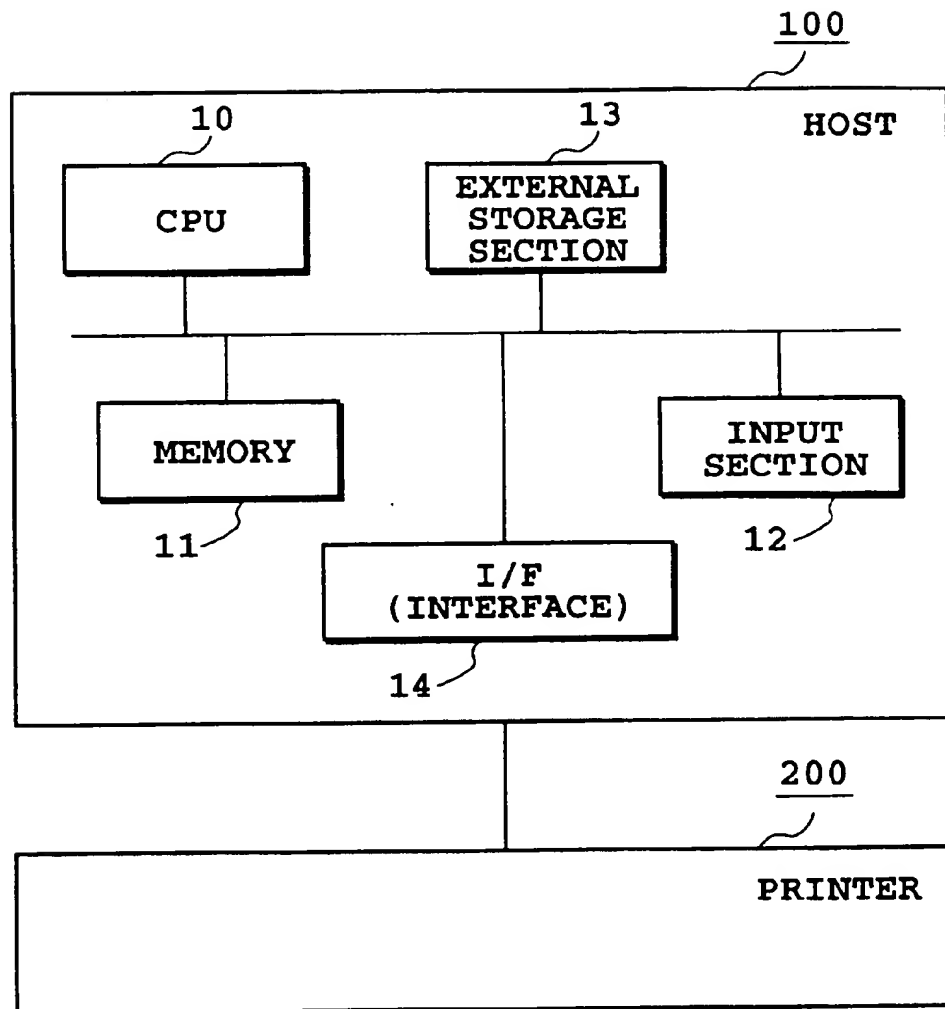 100
HOST
10
13
CPU
EXTERNAL
STORAGE
SECTION
MEMORY
INPUT
SECTION
11
12
I/F
(INTERFACE)
14
200
PRINTER